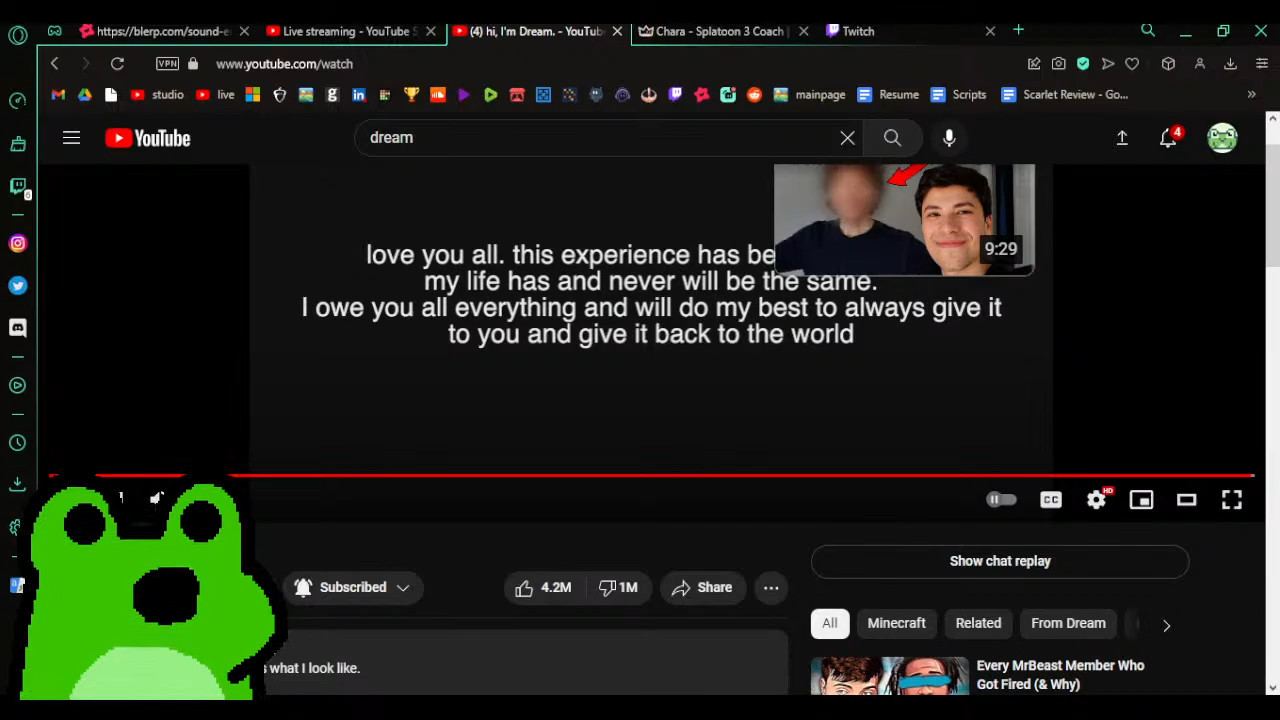 https://blerp.com/sound-e
Live streaming - YouTube S
(4) hi, I'm Dream. - YouTub
Chara - Splatoon 3 Coach |
Twitch
VPN
www.youtube.com/watch
studio
live
mainpage
Resume
Scripts
Scarlet Review - Go...
YouTube
dream
4
love you all. this experience has be
my life has and never will be the same.
I owe you all everything and will do my best to always give it
to you and give it back to the world
9:29
CC
HD
Subscribed
4.2M
1M
Share
Show chat replay
All
Minecraft
Related
From Dream
s what I look like.
Every MrBeast Member Who
Got Fired (& Why)